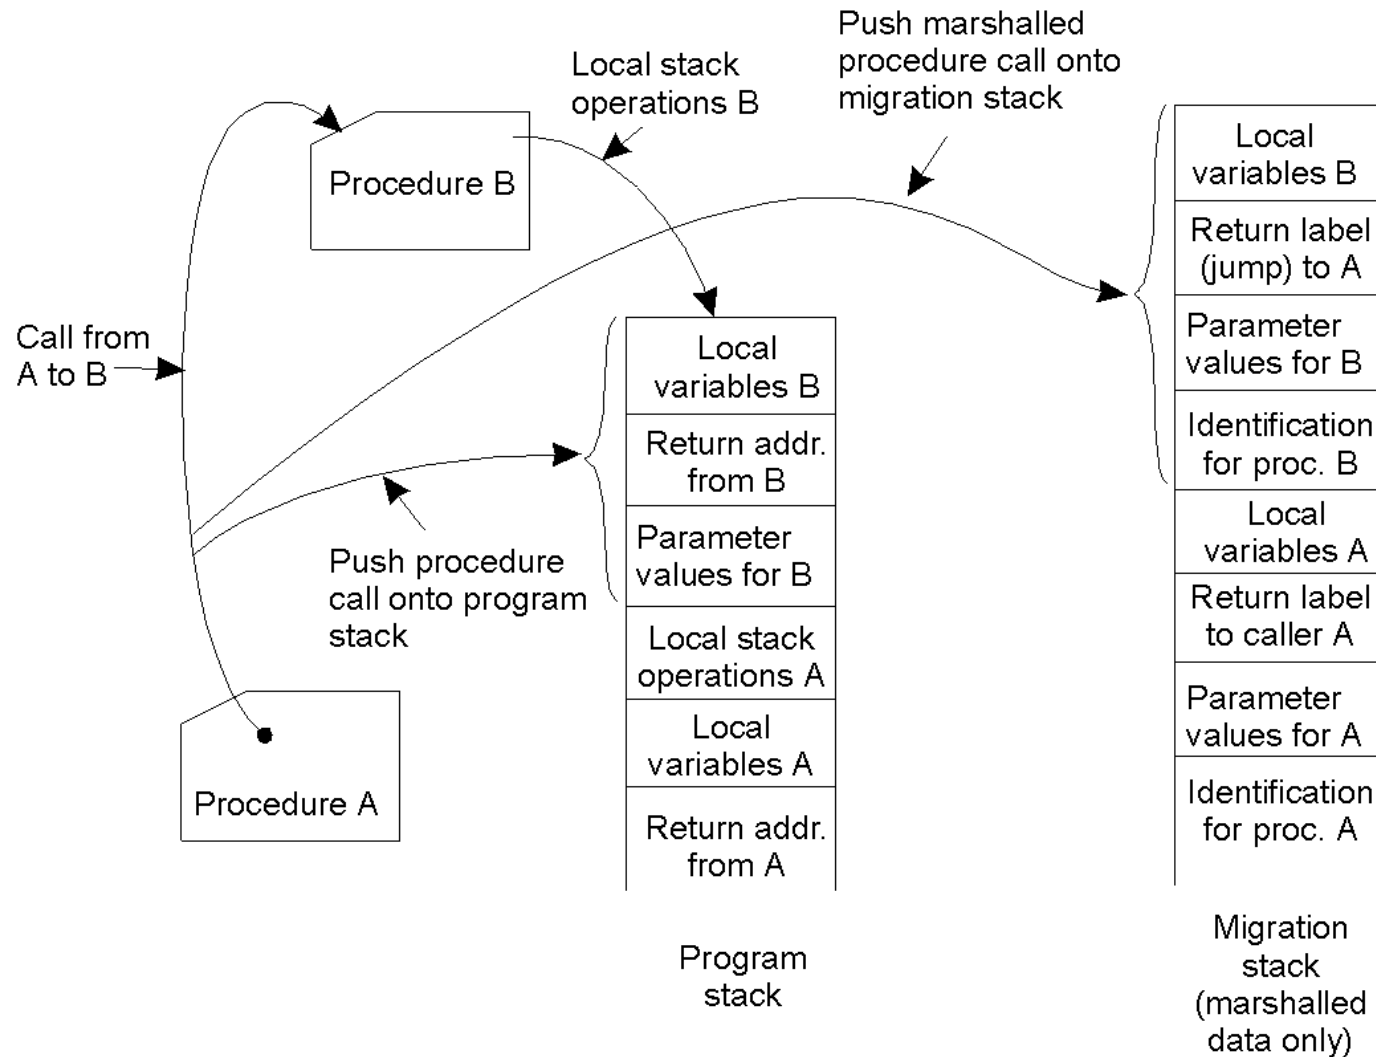 Push marshalled
procedure call onto
migration stack
Local stack
operations B
Procedure B
Call from
A to B
Push procedure
call onto program
stack
Procedure A
Local
variables B
Return addr.
from B
Parameter
values for B
Local stack
operations A
Local
variables A
Return addr.
from A
Program
stack
Local
variables B
Return label
(jump) to A
Parameter
values for B
Identification
for proc. B
Local
variables A
Return label
to caller A
Parameter
values for A
Identification
for proc. A
Migration
stack
(marshalled
data only)